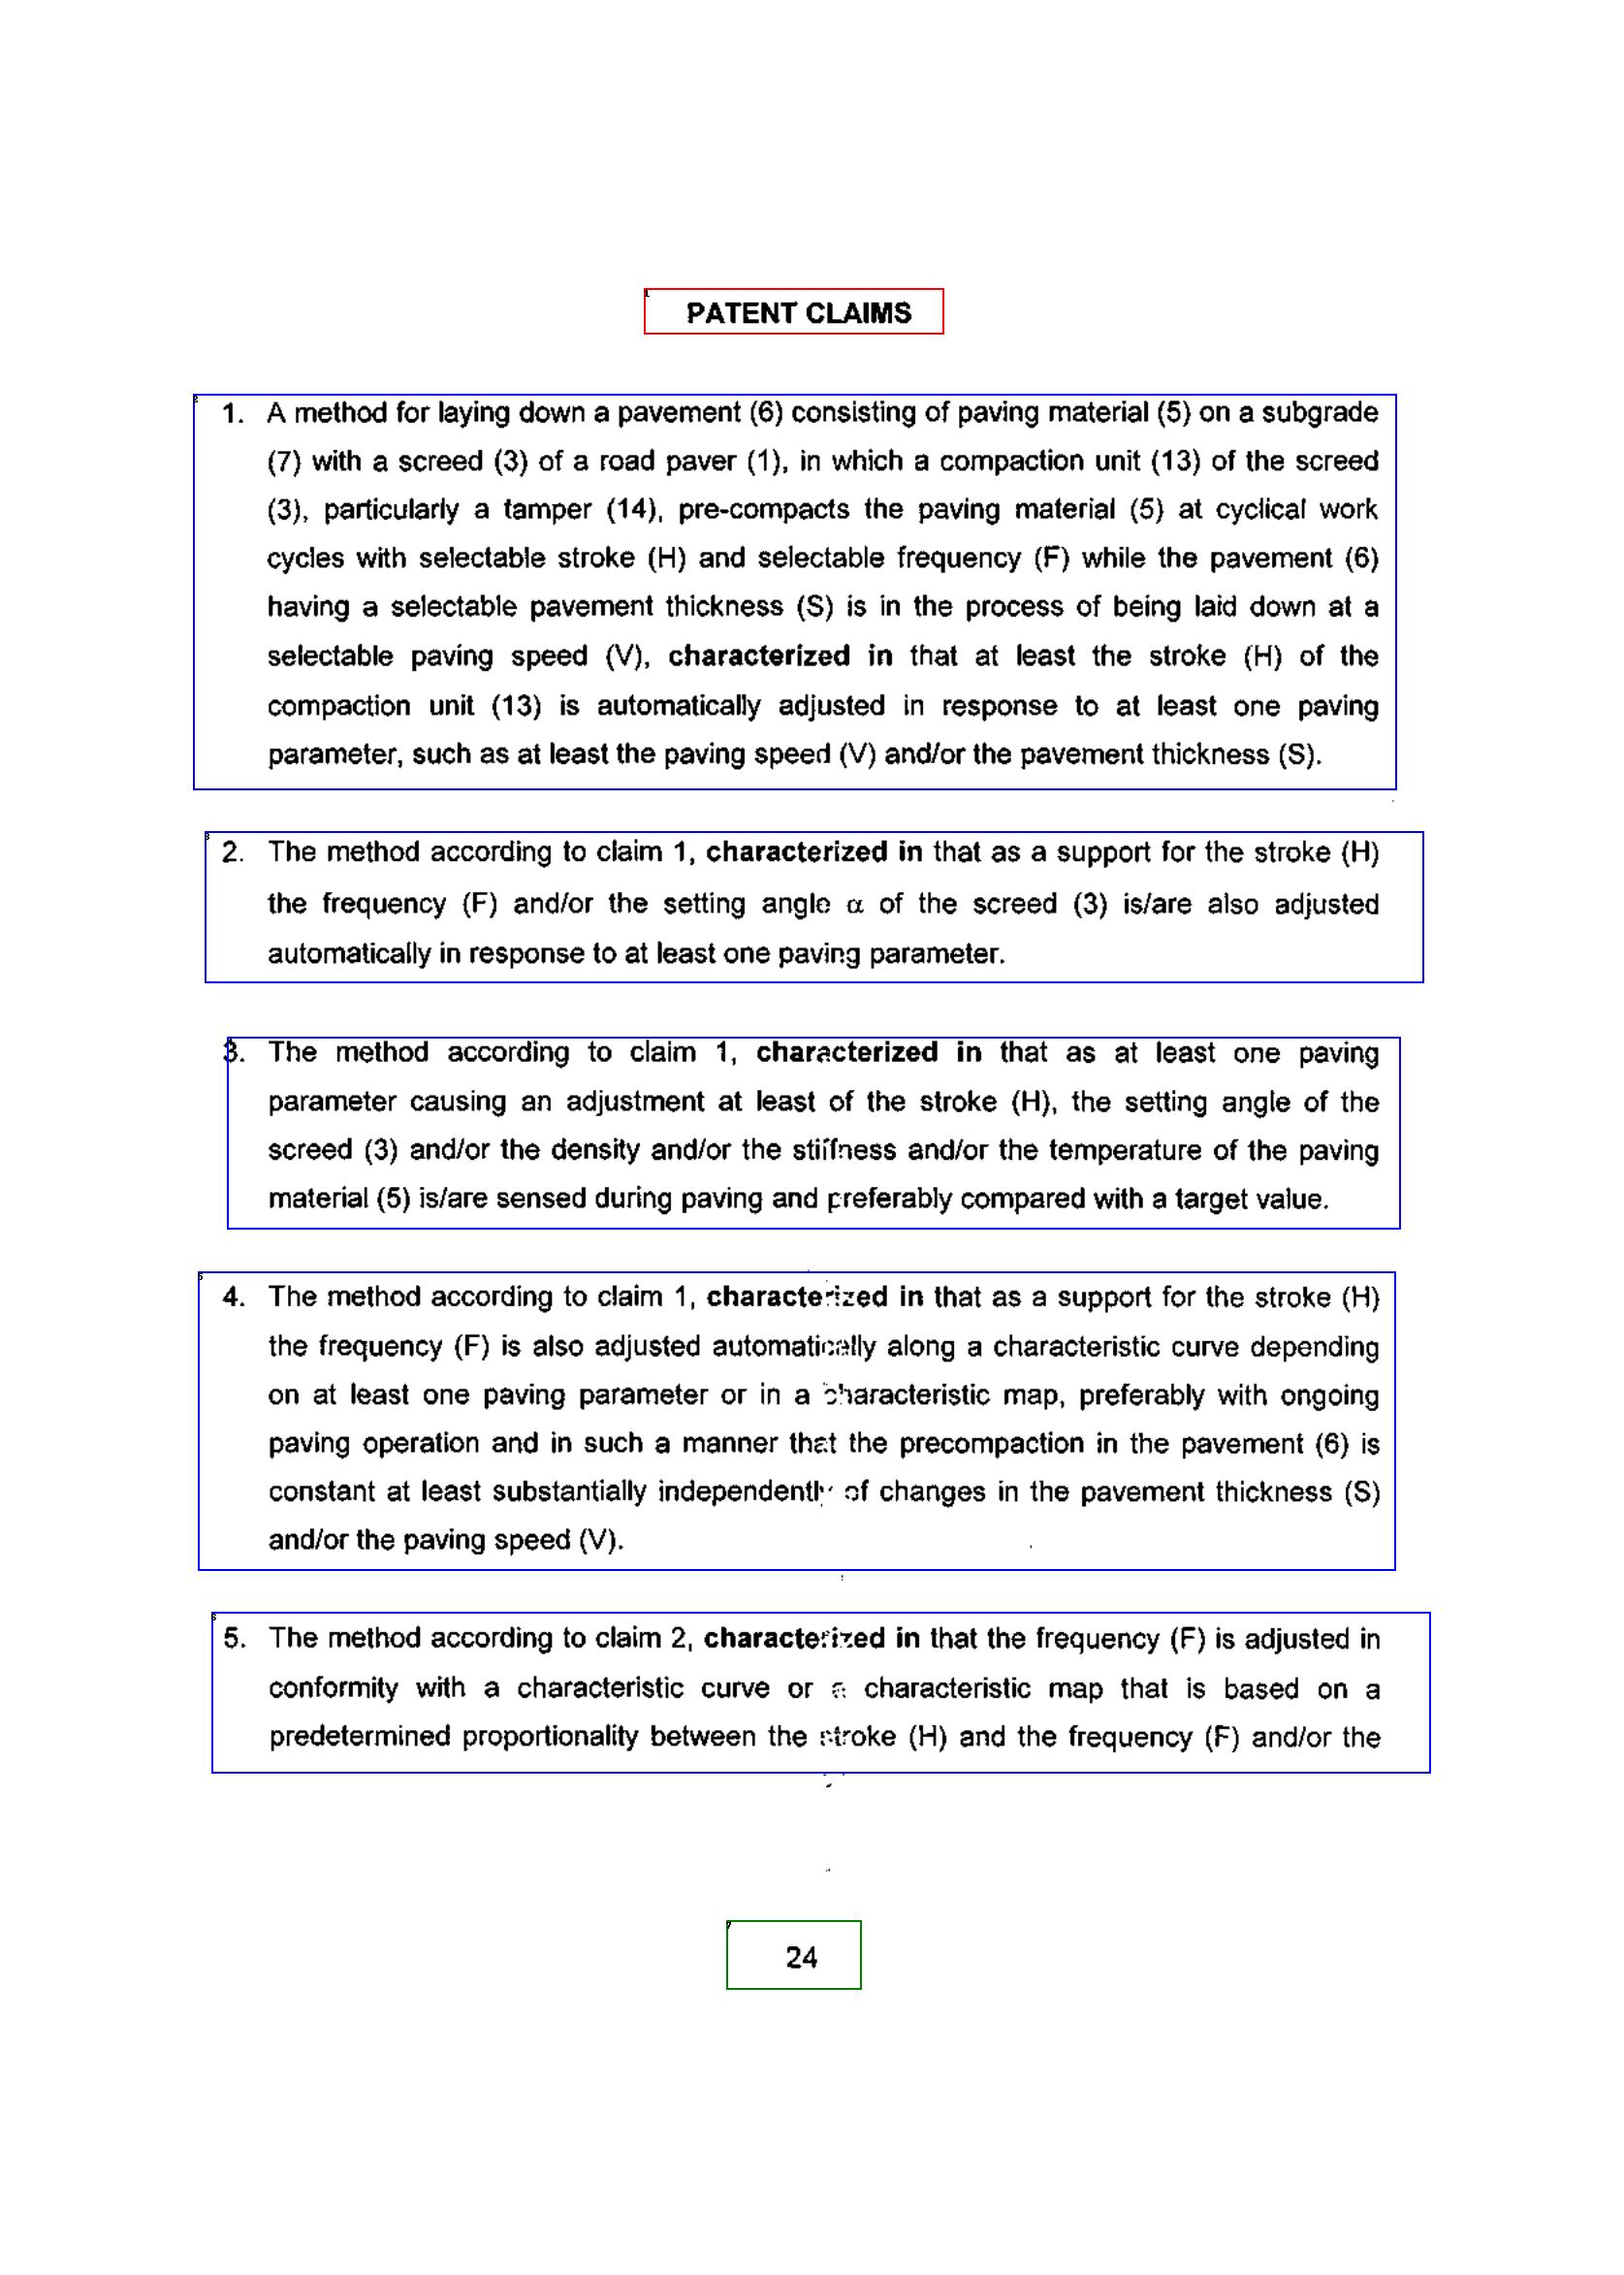 PATENT CLAIMS
1. A method for laying down a pavement (6) consisting of paving material (5) on a subgrade
(7) with a screed (3) of a road paver (1), in which a compaction unit (13) of the screed
(3), particularly a tamper (14), pre-compacts the paving material (5) at cyclical work
cycles with selectable stroke (H) and selectable frequency (F) while the pavement (6)
having a selectable pavement thickness (S) is in the process of being laid down at a
selectable paving speed (V), characterized in that at least the stroke (H) of the
compaction unit (13) is automatically adjusted in response to at least one paving
parameter, such as at least the paving speed (V) and/or the pavement thickness (S).
2. The method according to claim 1, characterized in that as a support for the stroke (H)
the frequency (F) and/or the setting angle α of the screed (3) is/are also adjusted
automatically in response to at least one paving parameter.
3. The method according to claim 1, characterized in that as at least one paving
parameter causing an adjustment at least of the stroke (H), the setting angle of the
screed (3) and/or the density and/or the stiffness and/or the temperature of the paving
material (5) is/are sensed during paving and preferably compared with a target value.
4. The method according to claim 1, characterized in that as a support for the stroke (H)
the frequency (F) is also adjusted automatically along a characteristic curve depending
on at least one paving parameter or in a characteristic map, preferably with ongoing
paving operation and in such a manner that the precompaction in the pavement (6) is
constant at least substantially independently of changes in the pavement thickness (S)
and/or the paving speed (V).
5. The method according to claim 2, characterized in that the frequency (F) is adjusted in
conformity with a characteristic curve or a characteristic map that is based on a
predetermined proportionality between the stroke (H) and the frequency (F) and/or the
24